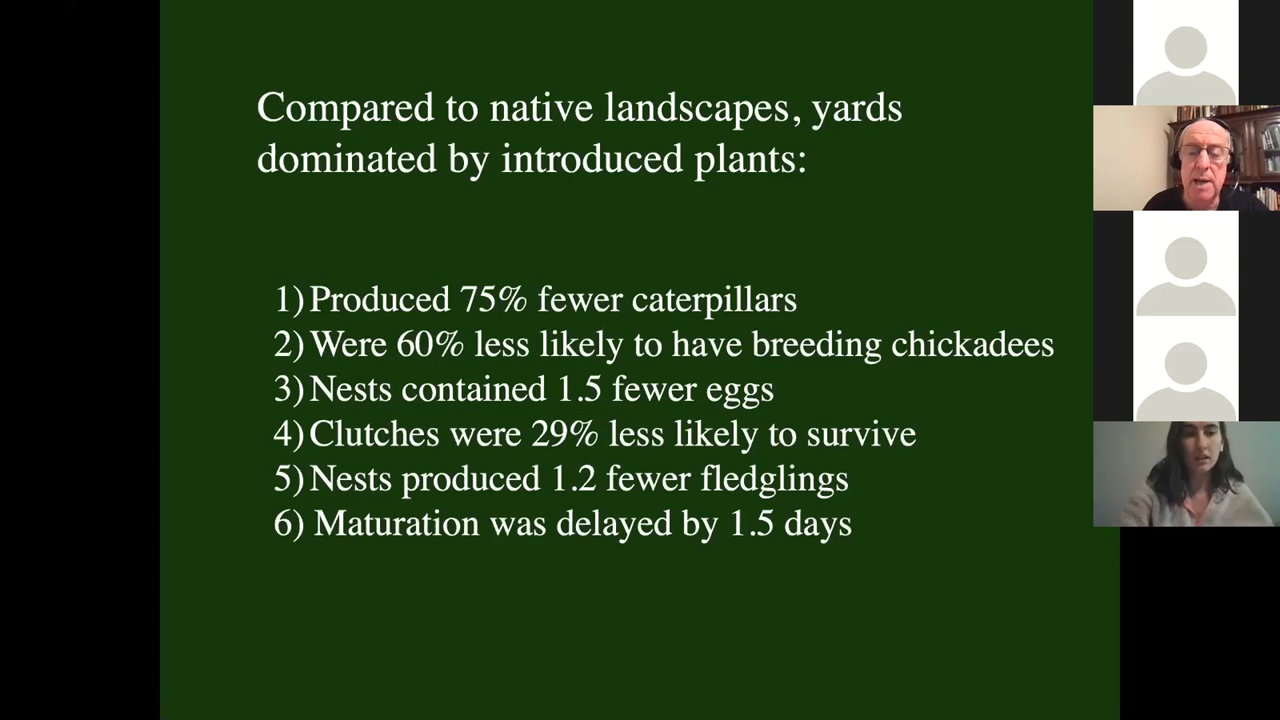 Compared to native landscapes, yards
dominated by introduced plants:
1) Produced 75% fewer caterpillars
2) Were 60% less likely to have breeding chickadees
3) Nests contained 1.5 fewer eggs
4) Clutches were 29% less likely to survive
5) Nests produced 1.2 fewer fledglings
6) Maturation was delayed by 1.5 days